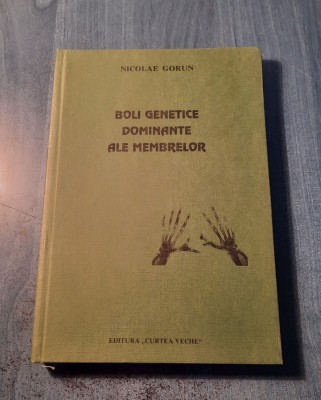 NICOLAE GORUN
BOLI GENETICE
DOMINANTE
ALE MEMBRELOR
EDITURA „CURTEA VECHE"